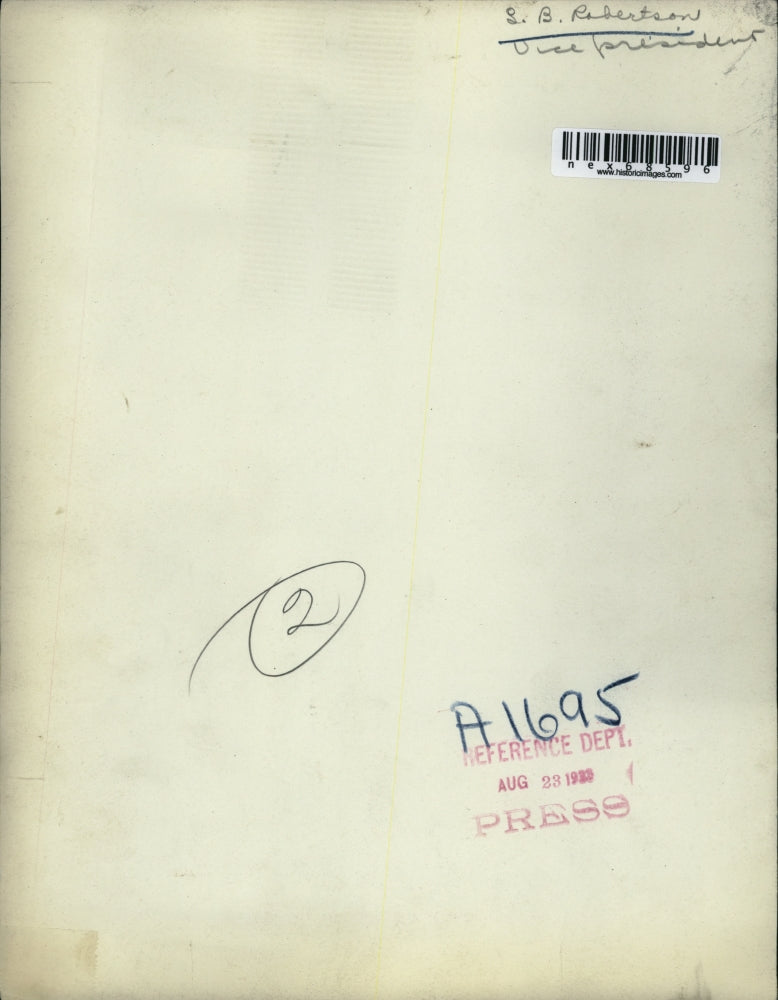 S. B. Robertson
Vice president
nex68596
www.historicimages.com
2
A1695
REFERENCE DEPT.
AUG 23
PRESS